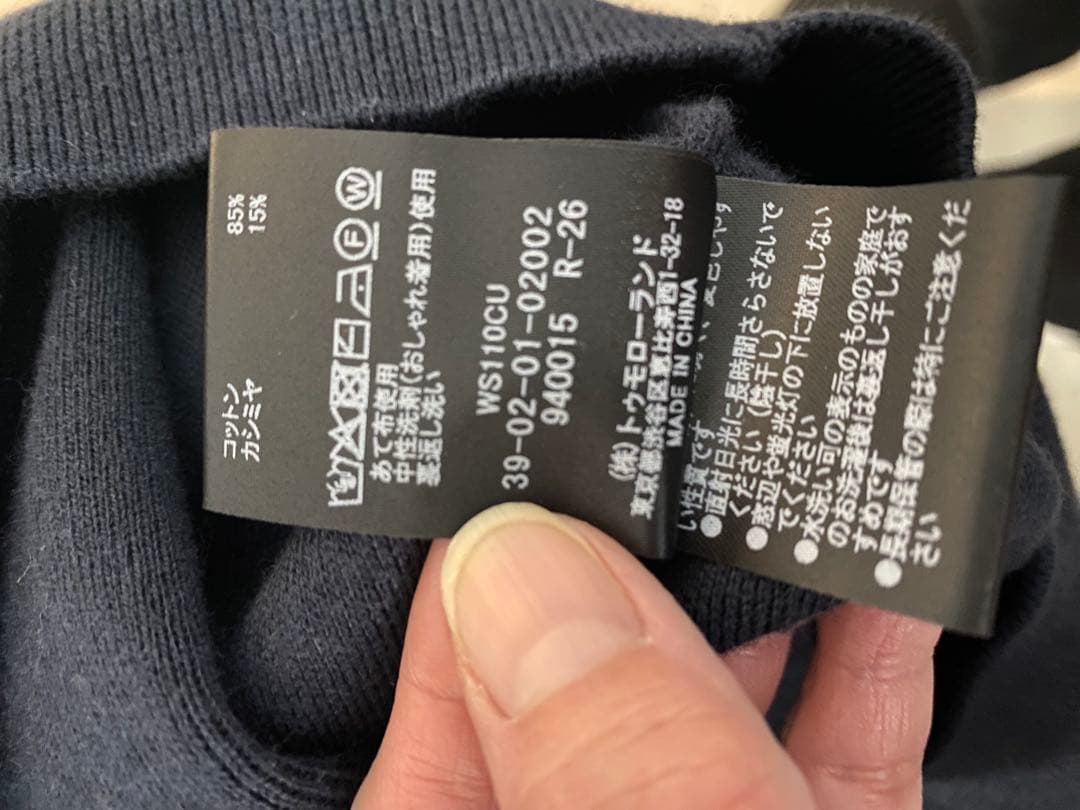 コットン 85%
カシミヤ 15%
あて布使用
中性洗剤(おしゃれ着用)使用
裏返し洗い
WS110CU
39-02-01-02002
940015 R-26
(株)トゥモローランド
東京都渋谷区恵比寿西1-32-18
MADE IN CHINA
い性質です
●直射日光に長時間さらさないで
ください(陰干し)
●窓辺や蛍光灯の下に放置しない
でください
●水洗い可の表示のものの家庭で
のお洗濯後は裏返し干しがおす
すめです
●長期保管の際は特にご注意くだ
さい